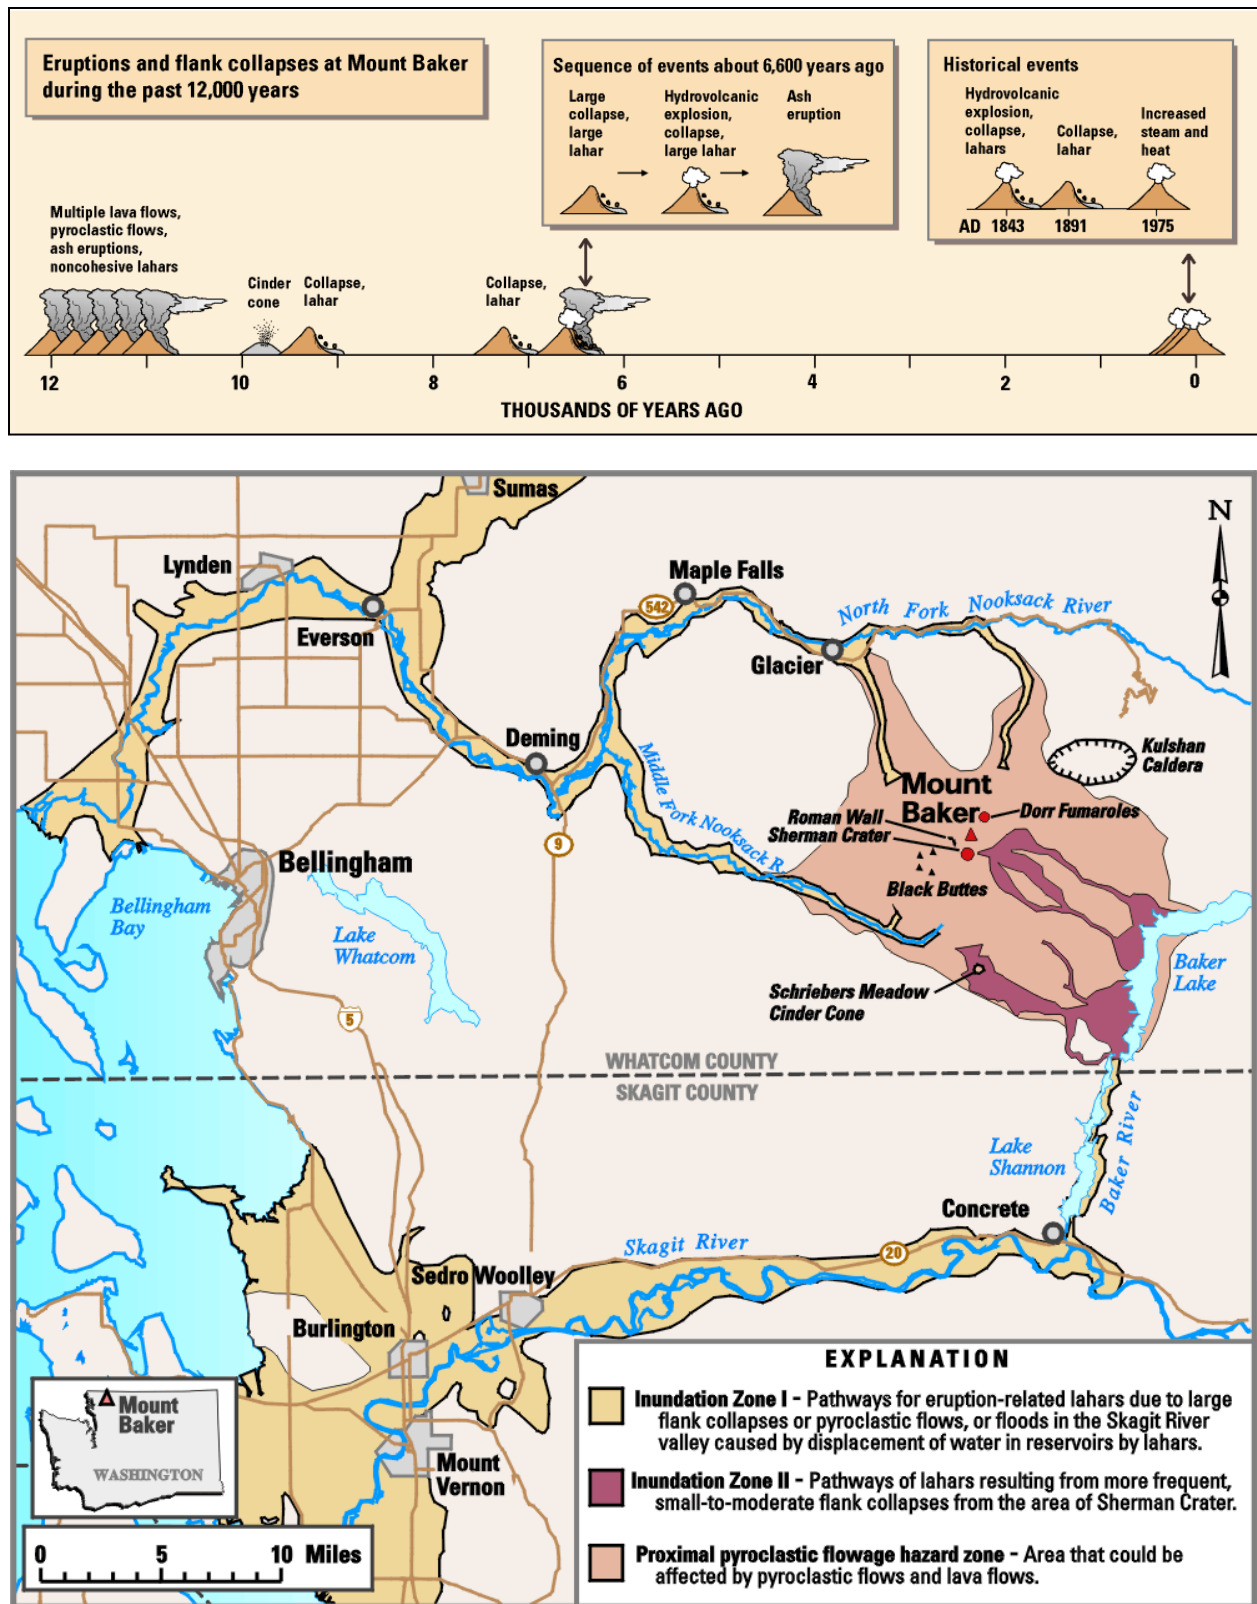 Eruptions and flank collapses at Mount Baker
during the past 12,000 years
Sequence of events about 6,600 years ago
Large
collapse,
large
lahar
Hydrovolcanic
explosion,
collapse,
large lahar
Ash
eruption
Historical events
Hydrovolcanic
explosion,
collapse,
lahars
Collapse,
lahar
Increased
steam and
heat
AD 1843 1891 1975
Multiple lava flows,
pyroclastic flows,
ash eruptions,
noncohesive lahars
Cinder
cone
Collapse,
lahar
Collapse,
lahar
12 10 8 6 4 2 0
THOUSANDS OF YEARS AGO
Sumas
N
Lynden
Maple Falls
542
North Fork Nooksack River
Everson
Glacier
Deming
Kulshan
Caldera
Middle Fork Nooksack R.
Mount
Baker
Dorr Fumaroles
Roman Wall
Sherman Crater
9
Bellingham
Black Buttes
Bellingham
Bay
Lake
Whatcom
Baker
Lake
Schriebers Meadow
Cinder Cone
5
WHATCOM COUNTY
SKAGIT COUNTY
Lake
Shannon
Baker River
Concrete
Skagit River
20
Sedro Woolley
Burlington
Mount
Vernon
Mount
Baker
WASHINGTON
0 5 10 Miles
EXPLANATION
Inundation Zone I - Pathways for eruption-related lahars due to large
flank collapses or pyroclastic flows, or floods in the Skagit River
valley caused by displacement of water in reservoirs by lahars.
Inundation Zone II - Pathways of lahars resulting from more frequent,
small-to-moderate flank collapses from the area of Sherman Crater.
Proximal pyroclastic flowage hazard zone - Area that could be
affected by pyroclastic flows and lava flows.